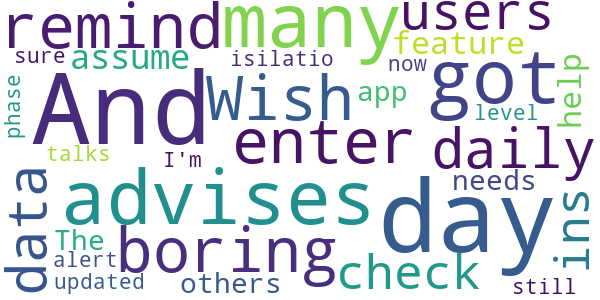 remind many users
sure assume isilatio feature
And Wish now got help
phase app level
talks I'm enter daily
data advises day needs ins
The boring check
alert
updated others still